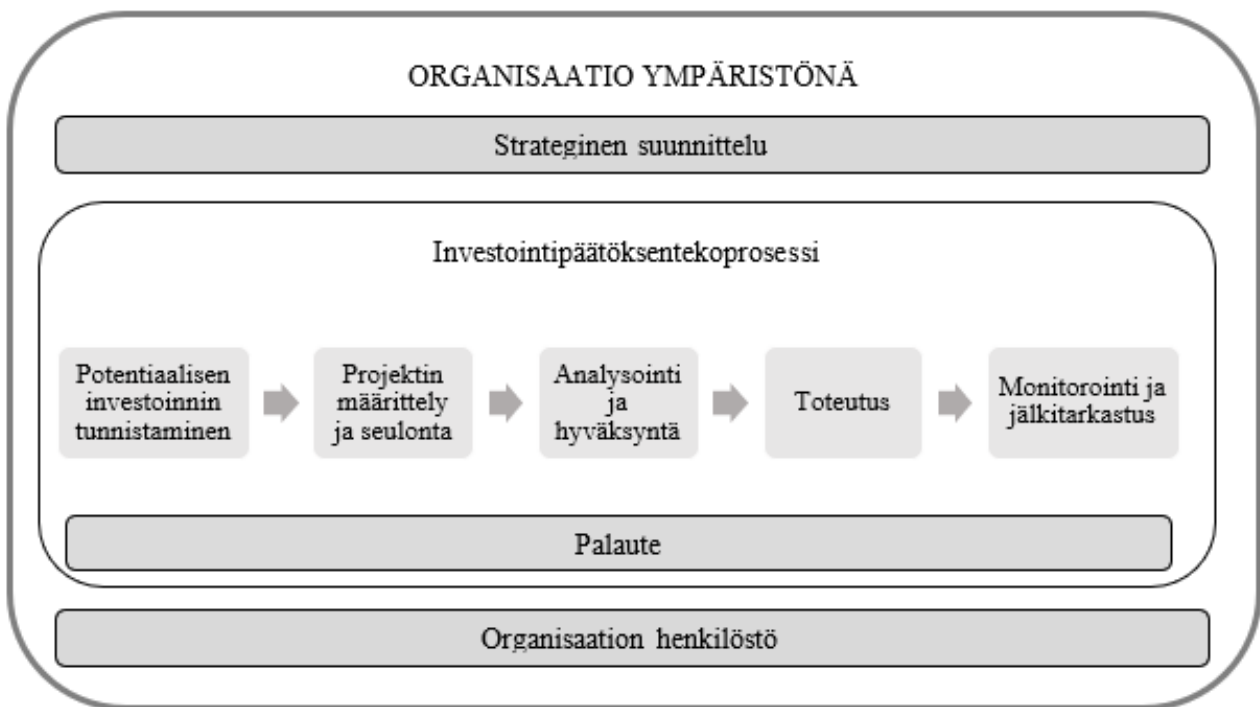 ORGANISAATIO YMPÄRISTÖNÄ
Strateginen suunnittelu
Investointipäätöksentekoprosessi
Potentiaalisen
investoinnin
tunnistaminen
Projektin
määrittely
ja seulonta
Analysointi
ja
hyväksyntä
Toteutus
Monitorointi ja
jälkitarkastus
Palaute
Organisaation henkilöstö